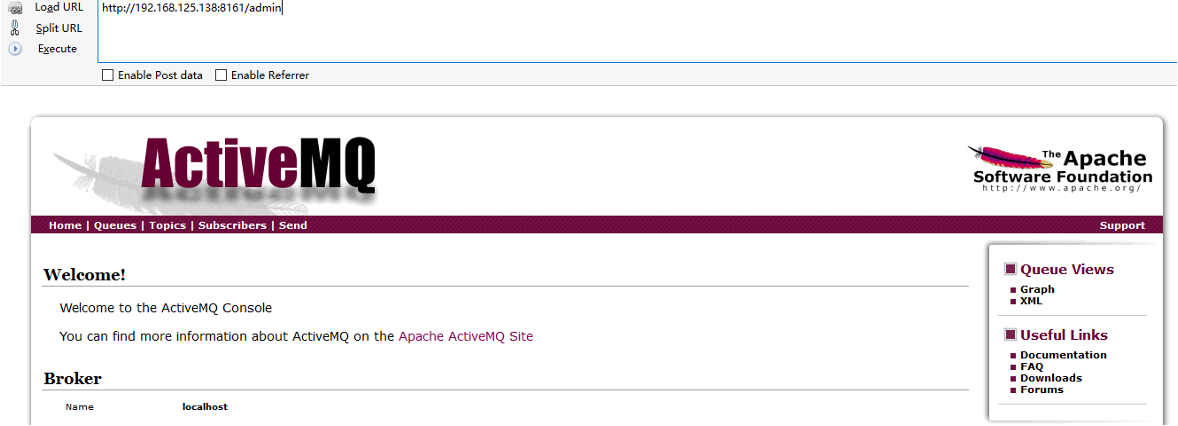 Load URL
http://192.168.125.138:8161/admin
Split URL
Execute
Enable Post data
Enable Referrer
ActiveMQ
The Apache
Software Foundation
http://www.apache.org/
Home | Queues | Topics | Subscribers | Send
Support
Welcome!
Welcome to the ActiveMQ Console
You can find more information about ActiveMQ on the Apache ActiveMQ Site
Broker
Name localhost
Queue Views
Graph
XML
Useful Links
Documentation
FAQ
Downloads
Forums